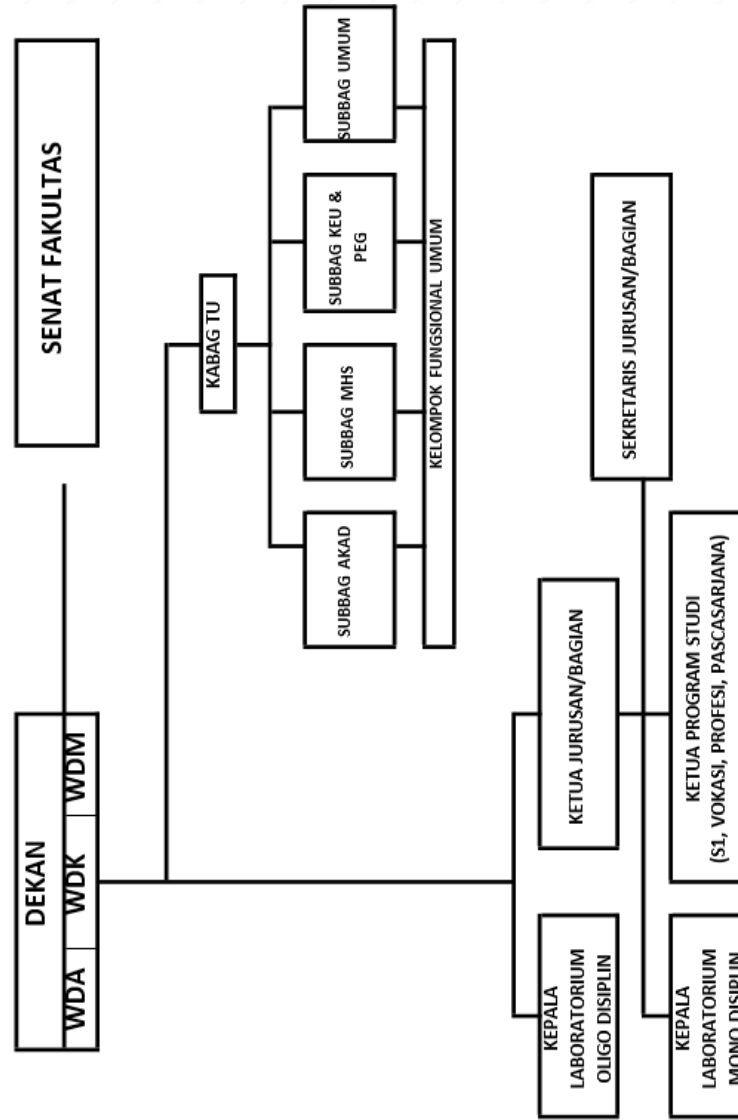 DEKAN
WDA
WDK
WDM
SENAT FAKULTAS
KABAG TU
SUBBAG AKAD
SUBBAG MHS
SUBBAG KEU &
PEG
SUBBAG UMUM
KELOMPOK FUNGSIONAL UMUM
KEPALA
LABORATORIUM
OLIGO DISIPLIN
KETUA JURUSAN/BAGIAN
SEKRETARIS JURUSAN/BAGIAN
KEPALA
LABORATORIUM
MONO DISIPLIN
KETUA PROGRAM STUDI
(S1, VOKASI, PROFESI, PASCASARJANA)